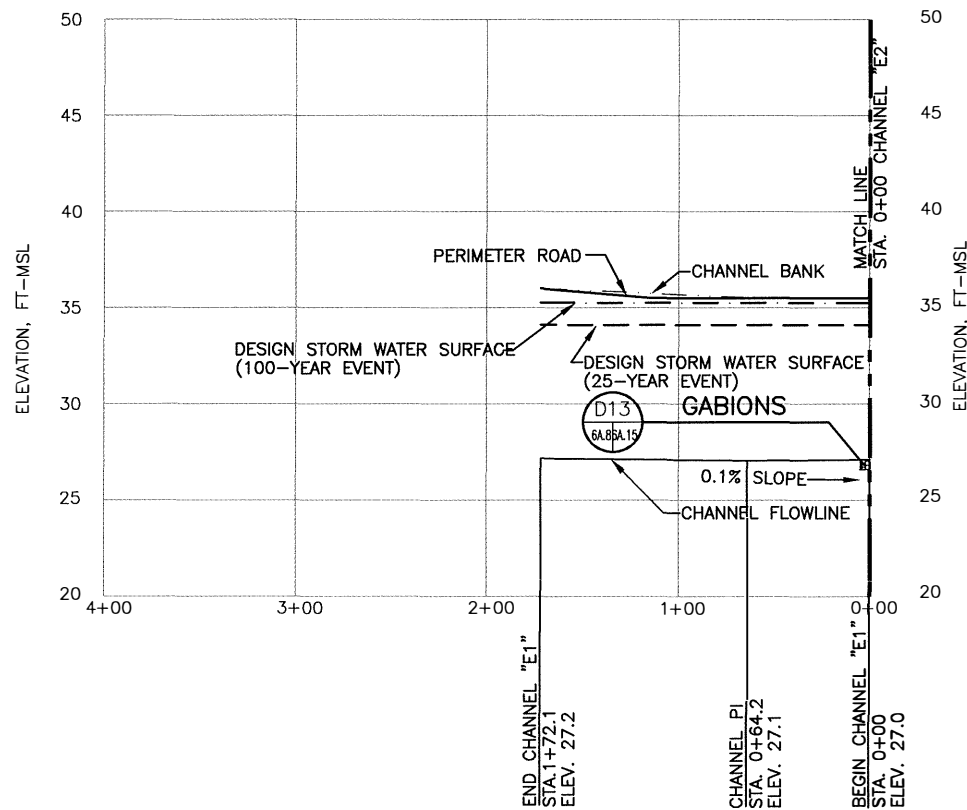 50
50
45
45
40
40
35
35
30
30
25
25
20
20
ELEVATION, FT-MSL
ELEVATION, FT-MSL
MATCH LINE
STA. 0+00 CHANNEL "E2"
PERIMETER ROAD
CHANNEL BANK
DESIGN STORM WATER SURFACE
(100-YEAR EVENT)
DESIGN STORM WATER SURFACE
(25-YEAR EVENT)
D13
6A.8
6A.15
GABIONS
0.1% SLOPE
CHANNEL FLOWLINE
4+00
3+00
2+00
1+00
0+00
END CHANNEL "E1"
STA.1+72.1
ELEV. 27.2
CHANNEL PI
STA. 0+64.2
ELEV. 27.1
BEGIN CHANNEL "E1"
STA. 0+00
ELEV. 27.0